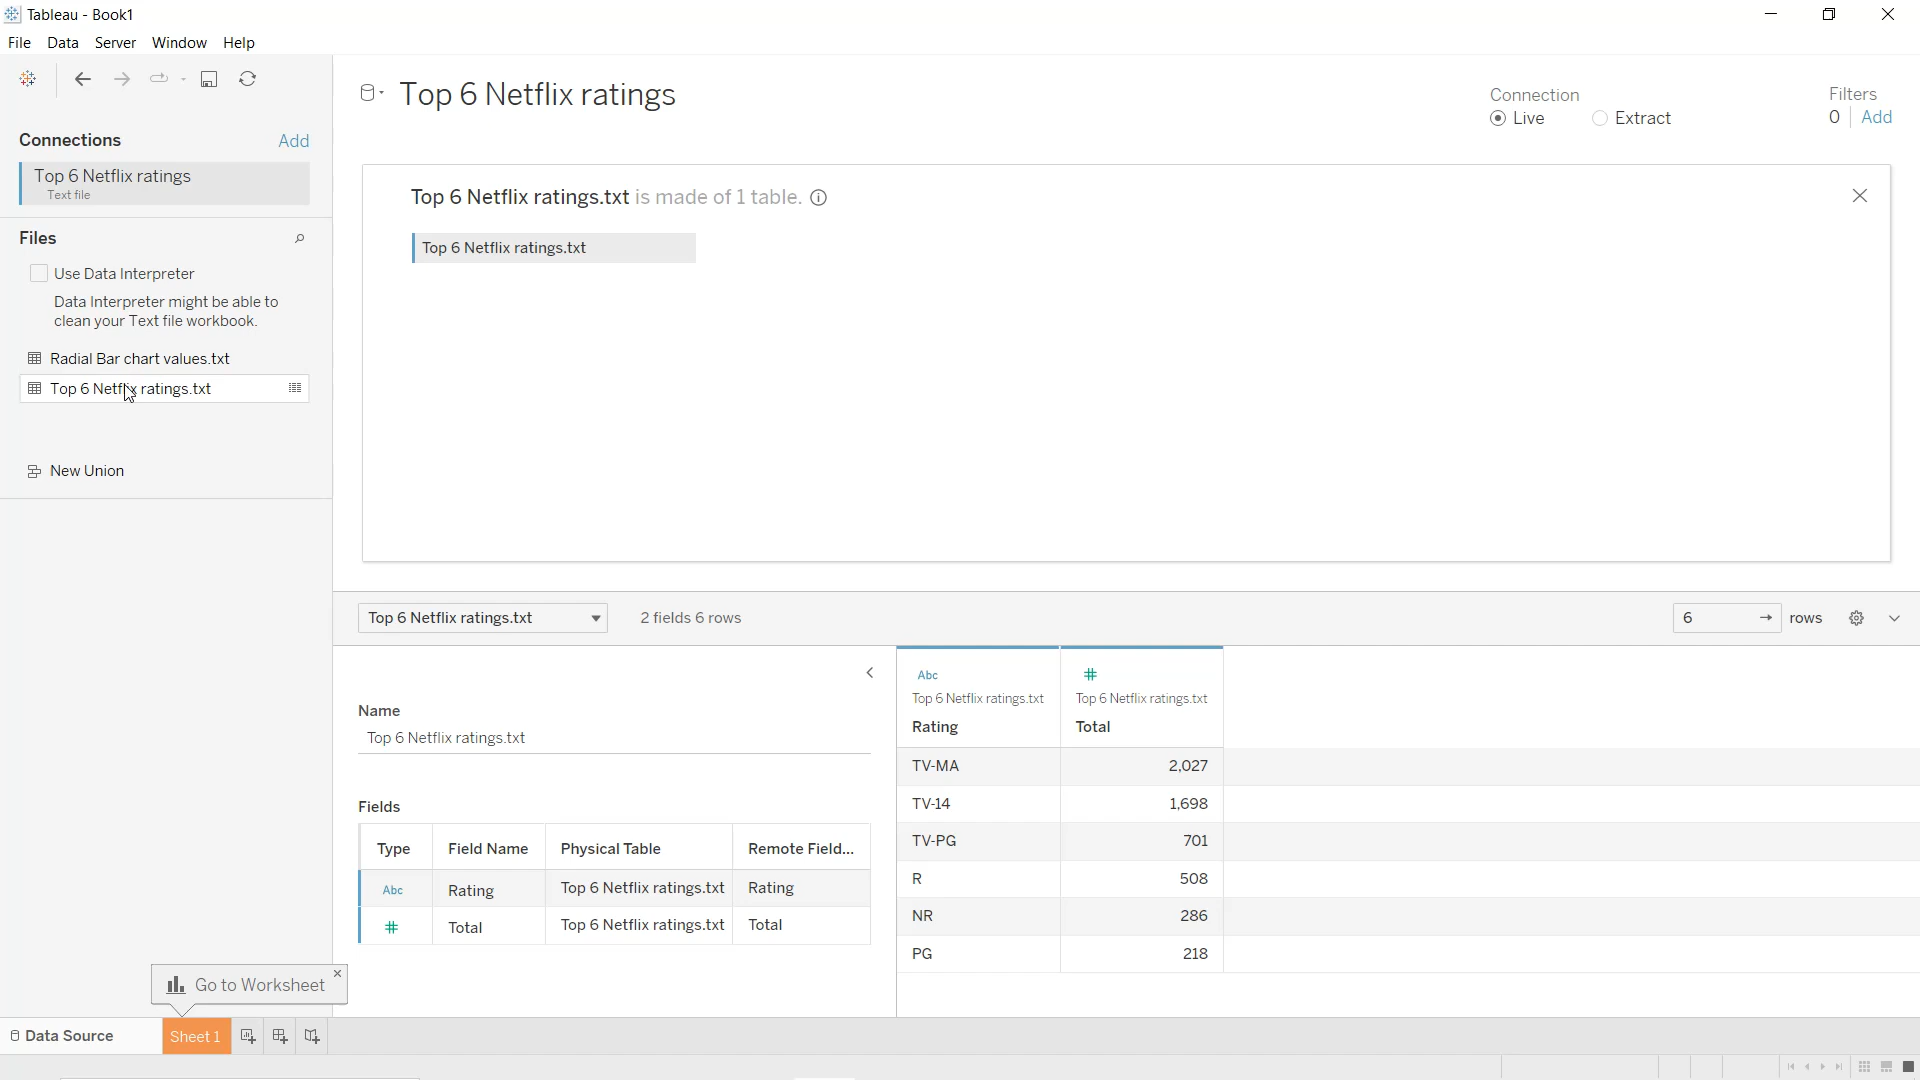 Tableau - Book1
File Data Server Window Help
Top 6 Netflix ratings
Connection
Live
Extract
Filters
0 Add
Connections
Add
Top 6 Netflix ratings
Text file
Top 6 Netflix ratings.txt is made of 1 table.
Top 6 Netflix ratings.txt
Files
Use Data Interpreter
Data Interpreter might be able to
clean your Text file workbook.
Radial Bar chart values.txt
Top 6 Netflix ratings.txt
New Union
Top 6 Netflix ratings.txt
2 fields 6 rows
6
rows
Name
Top 6 Netflix ratings.txt
Fields
Type Field Name Physical Table Remote Field...
Abc Rating Top 6 Netflix ratings.txt Rating
# Total Top 6 Netflix ratings.txt Total
Abc #
Top 6 Netflix ratings.txt Top 6 Netflix ratings.txt
Rating Total
TV-MA 2,027
TV-14 1,698
TV-PG 701
R 508
NR 286
PG 218
Go to Worksheet
Data Source
Sheet 1